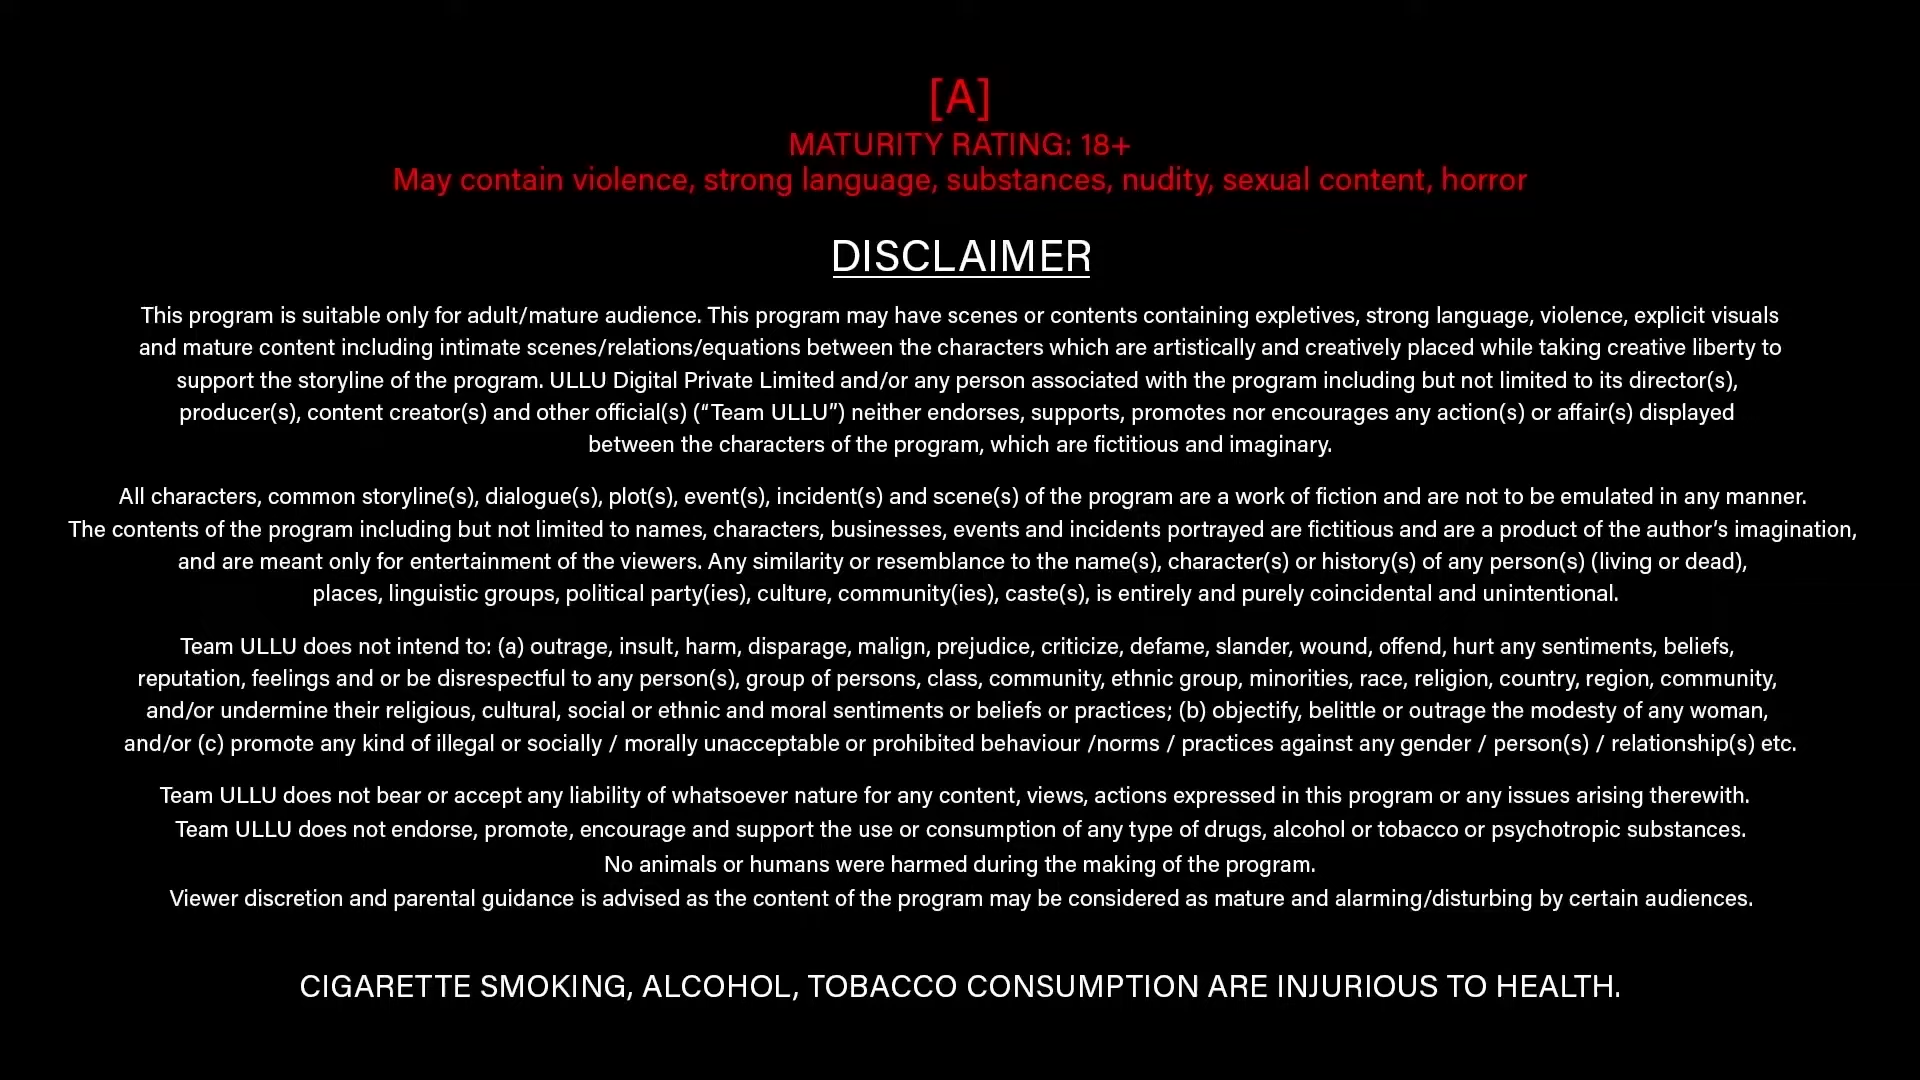 [A]
MATURITY RATING: 18+
May contain violence, strong language, substances, nudity, sexual content, horror
DISCLAIMER
This program is suitable only for adult/mature audience. This program may have scenes or contents containing expletives, strong language, violence, explicit visuals
and mature content including intimate scenes/relations/equations between the characters which are artistically and creatively placed while taking creative liberty to
support the storyline of the program. ULLU Digital Private Limited and/or any person associated with the program including but not limited to its director(s),
producer(s), content creator(s) and other official(s) (“Team ULLU”) neither endorses, supports, promotes nor encourages any action(s) or affair(s) displayed
between the characters of the program, which are fictitious and imaginary.
All characters, common storyline(s), dialogue(s), plot(s), event(s), incident(s) and scene(s) of the program are a work of fiction and are not to be emulated in any manner.
The contents of the program including but not limited to names, characters, businesses, events and incidents portrayed are fictitious and are a product of the author’s imagination,
and are meant only for entertainment of the viewers. Any similarity or resemblance to the name(s), character(s) or history(s) of any person(s) (living or dead),
places, linguistic groups, political party(ies), culture, community(ies), caste(s), is entirely and purely coincidental and unintentional.
Team ULLU does not intend to: (a) outrage, insult, harm, disparage, malign, prejudice, criticize, defame, slander, wound, offend, hurt any sentiments, beliefs,
reputation, feelings and or be disrespectful to any person(s), group of persons, class, community, ethnic group, minorities, race, religion, country, region, community,
and/or undermine their religious, cultural, social or ethnic and moral sentiments or beliefs or practices; (b) objectify, belittle or outrage the modesty of any woman,
and/or (c) promote any kind of illegal or socially / morally unacceptable or prohibited behaviour /norms / practices against any gender / person(s) / relationship(s) etc.
Team ULLU does not bear or accept any liability of whatsoever nature for any content, views, actions expressed in this program or any issues arising therewith.
Team ULLU does not endorse, promote, encourage and support the use or consumption of any type of drugs, alcohol or tobacco or psychotropic substances.
No animals or humans were harmed during the making of the program.
Viewer discretion and parental guidance is advised as the content of the program may be considered as mature and alarming/disturbing by certain audiences.
CIGARETTE SMOKING, ALCOHOL, TOBACCO CONSUMPTION ARE INJURIOUS TO HEALTH.